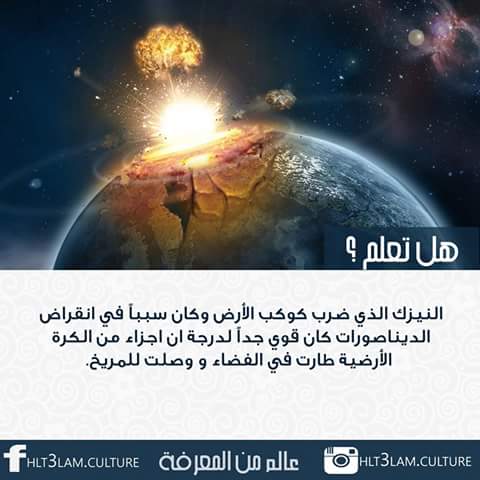 هل تعلم ؟
النيزك الذي ضرب كوكب الأرض وكان سبباً في انقراض
الديناصورات كان قوي جداً لدرجة ان اجزاء من الكرة
الأرضية طارت في الفضاء و وصلت للمريخ.
HLT3LAM.CULTURE عالم من المعرفة HLT3LAM.CULTURE